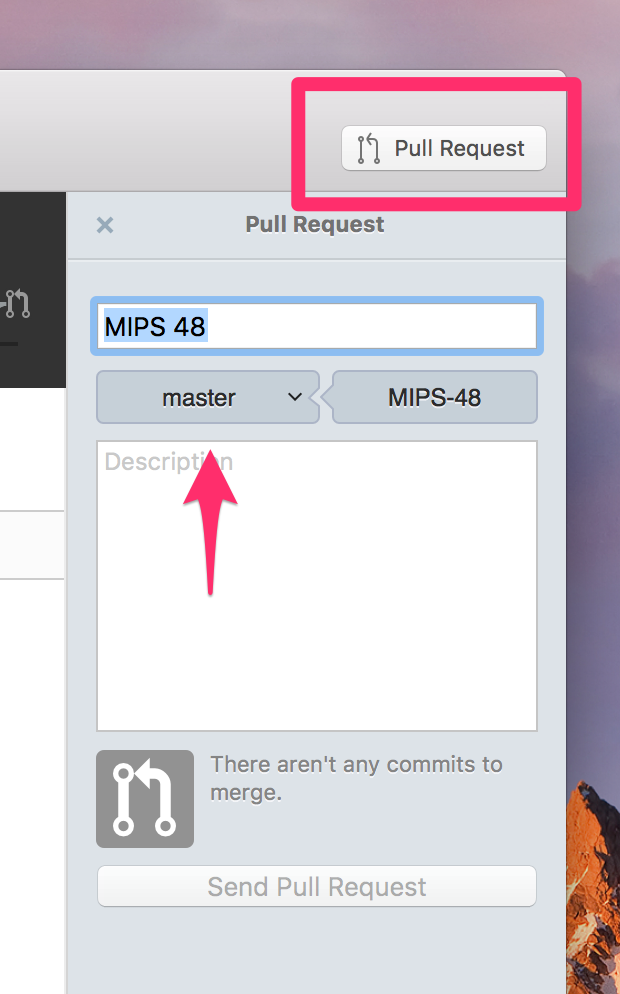 Pull Request
Pull Request
MIPS 48
master
MIPS-48
Description
There aren't any commits to
merge.
Send Pull Request